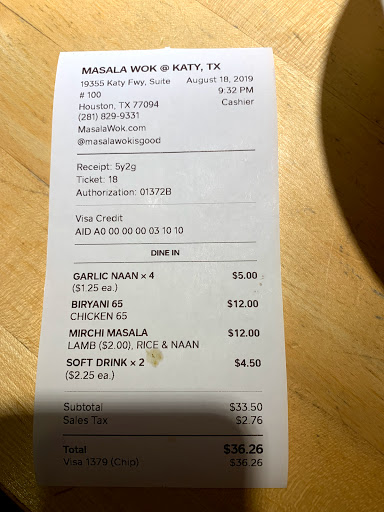 MASALA WOK @ KATY, TX
19355 Katy Fwy, Suite August 18, 2019
# 100 9:32 PM
Houston, TX 77094 Cashier
(281) 829-9331
MasalaWok.com
@masalawokisgood
Receipt: 5y2g
Ticket: 18
Authorization: 01372B
Visa Credit
AID A0 00 00 00 03 10 10
DINE IN
GARLIC NAAN × 4 $5.00
($1.25 ea.)
BIRYANI 65 $12.00
CHICKEN 65
MIRCHI MASALA $12.00
LAMB ($2.00), RICE & NAAN
SOFT DRINK × 2 $4.50
($2.25 ea.)
Subtotal $33.50
Sales Tax $2.76
Total $36.26
Visa 1379 (Chip) $36.26